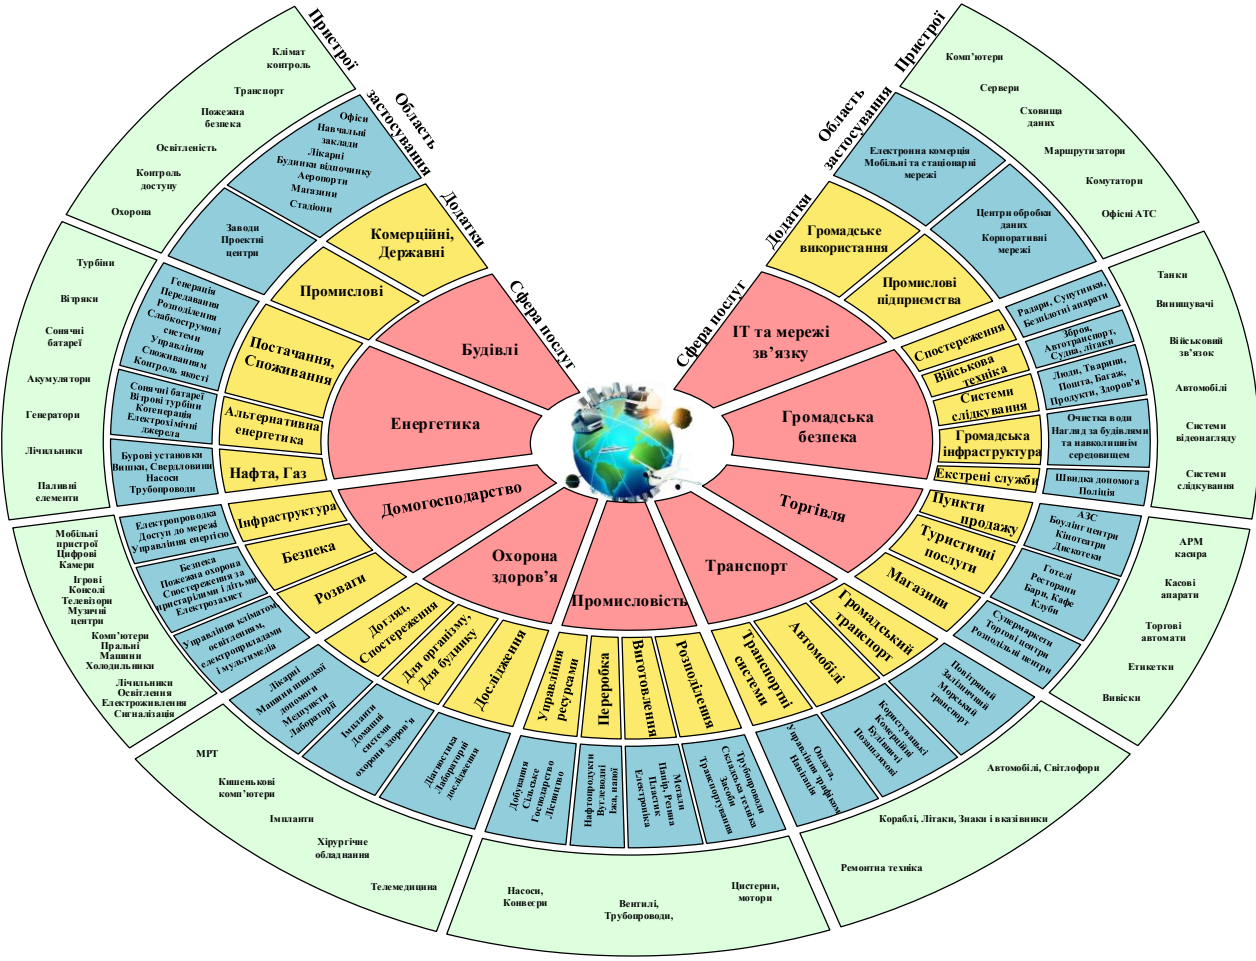 Пристрої
Область
застосування
Додатки
Сфера послуг
Пристрої
Область
застосування
Додатки
Сфера послуг
Будівлі
Комерційні,
Державні
Промислові
Офіси
Навчальні
заклади
Лікарні
Будинки відпочинку
Аеропорти
Магазини
Стадіони
Заводи
Проектні
центри
Клімат
контроль
Транспорт
Пожежна
безпека
Освітленість
Контроль
доступу
Охорона
Енергетика
Постачання,
Споживання
Альтернативна
енергетика
Нафта, Газ
Генерація
Передавання
Розподілення
Слабкострумові
системи
Управління
Споживанням
Контроль якості
Сонячні батареї
Вітрові турбіни
Когенерація
Електрохімічні
джерела
Бурові установки
Вишки, Свердловини
Насоси
Трубопроводи
Турбіни
Вітряки
Сонячні
батареї
Акумулятори
Генератори
Лічильники
Паливні
елементи
Домогосподарство
Інфраструктура
Безпека
Розваги
Електропроводка
Доступ до мережі
Управління енергією
Безпека
Пожежна охорона
Спостереження за
пристарілими і дітьми
Електрозахист
Управління кліматом
освітленням,
електроприладами
і мультимедіа
Мобільні
пристрої
Цифрові
Камери
Ігрові
Консолі
Телевізори
Музичні
центри
Комп’ютери
Пральні
Машини
Холодильники
Лічильники
Освітлення
Електроживлення
Сигналізація
Охорона
здоров’я
Догляд,
Спостереження
Для організму,
Для будинку
Дослідження
Лікарні
Машини швидкої
допомоги
Медпункти
Лабораторії
Імпланти
Домашні
системи
охорони здоров’я
Діагностика
Лабораторні
дослідження
МРТ
Кишенькові
комп’ютери
Імпланти
Хірургічне
обладнання
Телемедицина
Промисловість
Управління
ресурсами
Переробка
Виготовлення
Розподілення
Добування
Сільське
Господарство
Лісництво
Нафтопродукти
Вуглеводні
Їжа, напої
Метали
Папір, Резина
Пластик
Електроніка
Трубопроводи
Складська техніка
Засоби
Транспортування
Насоси,
Конвеєри
Вентилі,
Трубопроводи,
Цистерни,
мотори
Транспорт
Транспортні
системи
Автомобілі
Громадський
транспорт
Оплата,
Управління трафіком
Навігація
Користувацькі
Комерційні
Будівничі
Позашляхові
Повітряний
Залізничний
Морський
транспорт
Автомобілі, Світлофори
Кораблі, Літаки, Знаки і вказівники
Ремонтна техніка
Торгівля
Пункти
продажу
Туристичні
послуги
Магазини
АЗС
Боулінг центри
Кінотеатри
Дискотеки
Готелі
Ресторани
Бари, Кафе
Клуби
Супермаркети
Торгові центри
Розподільчі центри
АРМ
касира
Касові
апарати
Торгові
автомати
Етикетки
Вивіски
Громадська
безпека
Спостереження
Військова
техніка
Системи
слідкування
Громадська
інфраструктура
Екстрені служби
Радари, Супутники,
Безпілотні апарати
Зброя,
Автотранспорт,
Судна, літаки
Люди, Тварини,
Пошта, Багаж,
Продукти, Здоров’я
Очистка води
Нагляд за будівлями
та навколишнім
середовищем
Швидка допомога
Поліція
Танки
Винищувачі
Військовий
зв’язок
Автомобілі
Системи
відеонагляду
Системи
слідкування
ІТ та мережі
зв’язку
Громадське
використання
Промислові
підприємства
Електронна комерція
Мобільні та стаціонарні
мережі
Центри обробки
даних
Корпоративні
мережі
Комп’ютери
Сервери
Сховища
даних
Маршрутизатори
Комутатори
Офісні АТС